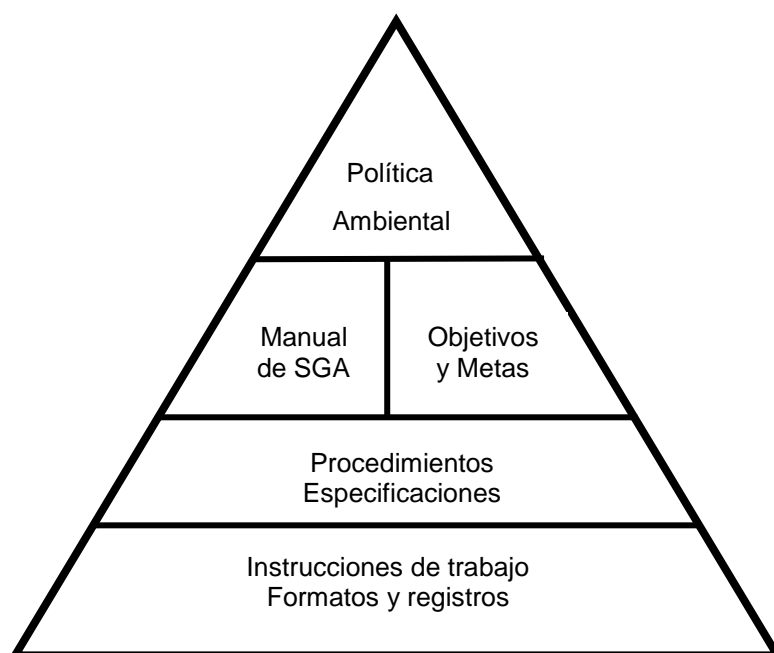 Política
Ambiental
Manual
de SGA
Objetivos
y Metas
Procedimientos
Especificaciones
Instrucciones de trabajo
Formatos y registros